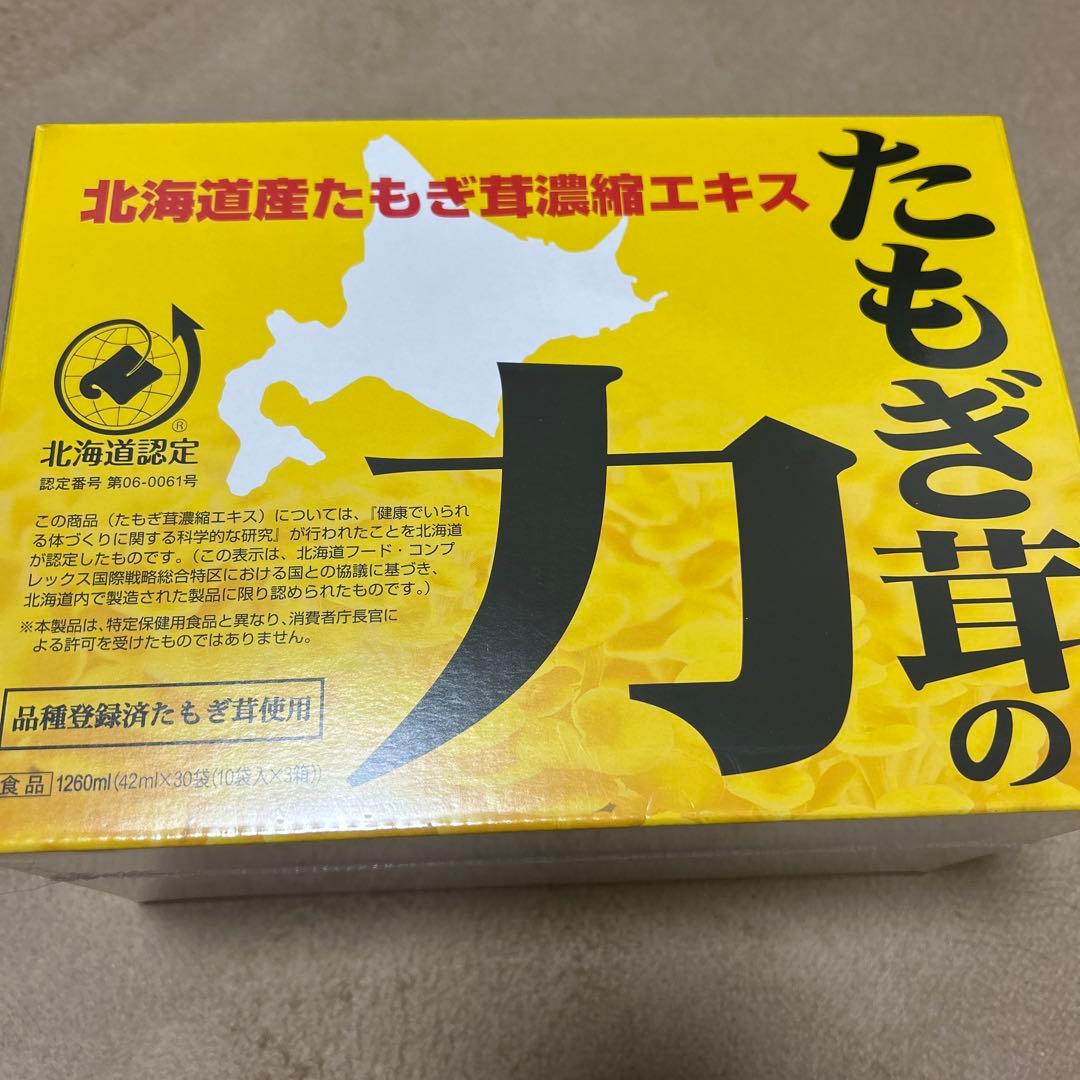 北海道産たもぎ茸濃縮エキス
たもぎ茸の
力
®
北海道認定
認定番号 第06-0061号
この商品（たもぎ茸濃縮エキス）については、『健康でいられ
る体づくりに関する科学的な研究』が行われたことを北海道
が認定したものです。（この表示は、北海道フード・コンプ
レックス国際戦略総合特区における国との協議に基づき、
北海道内で製造された製品に限り認められたものです。）
※本製品は、特定保健用食品と異なり、消費者庁長官に
よる許可を受けたものではありません。
品種登録済たもぎ茸使用
食品 1260ml(42ml×30袋(10袋入×3箱))